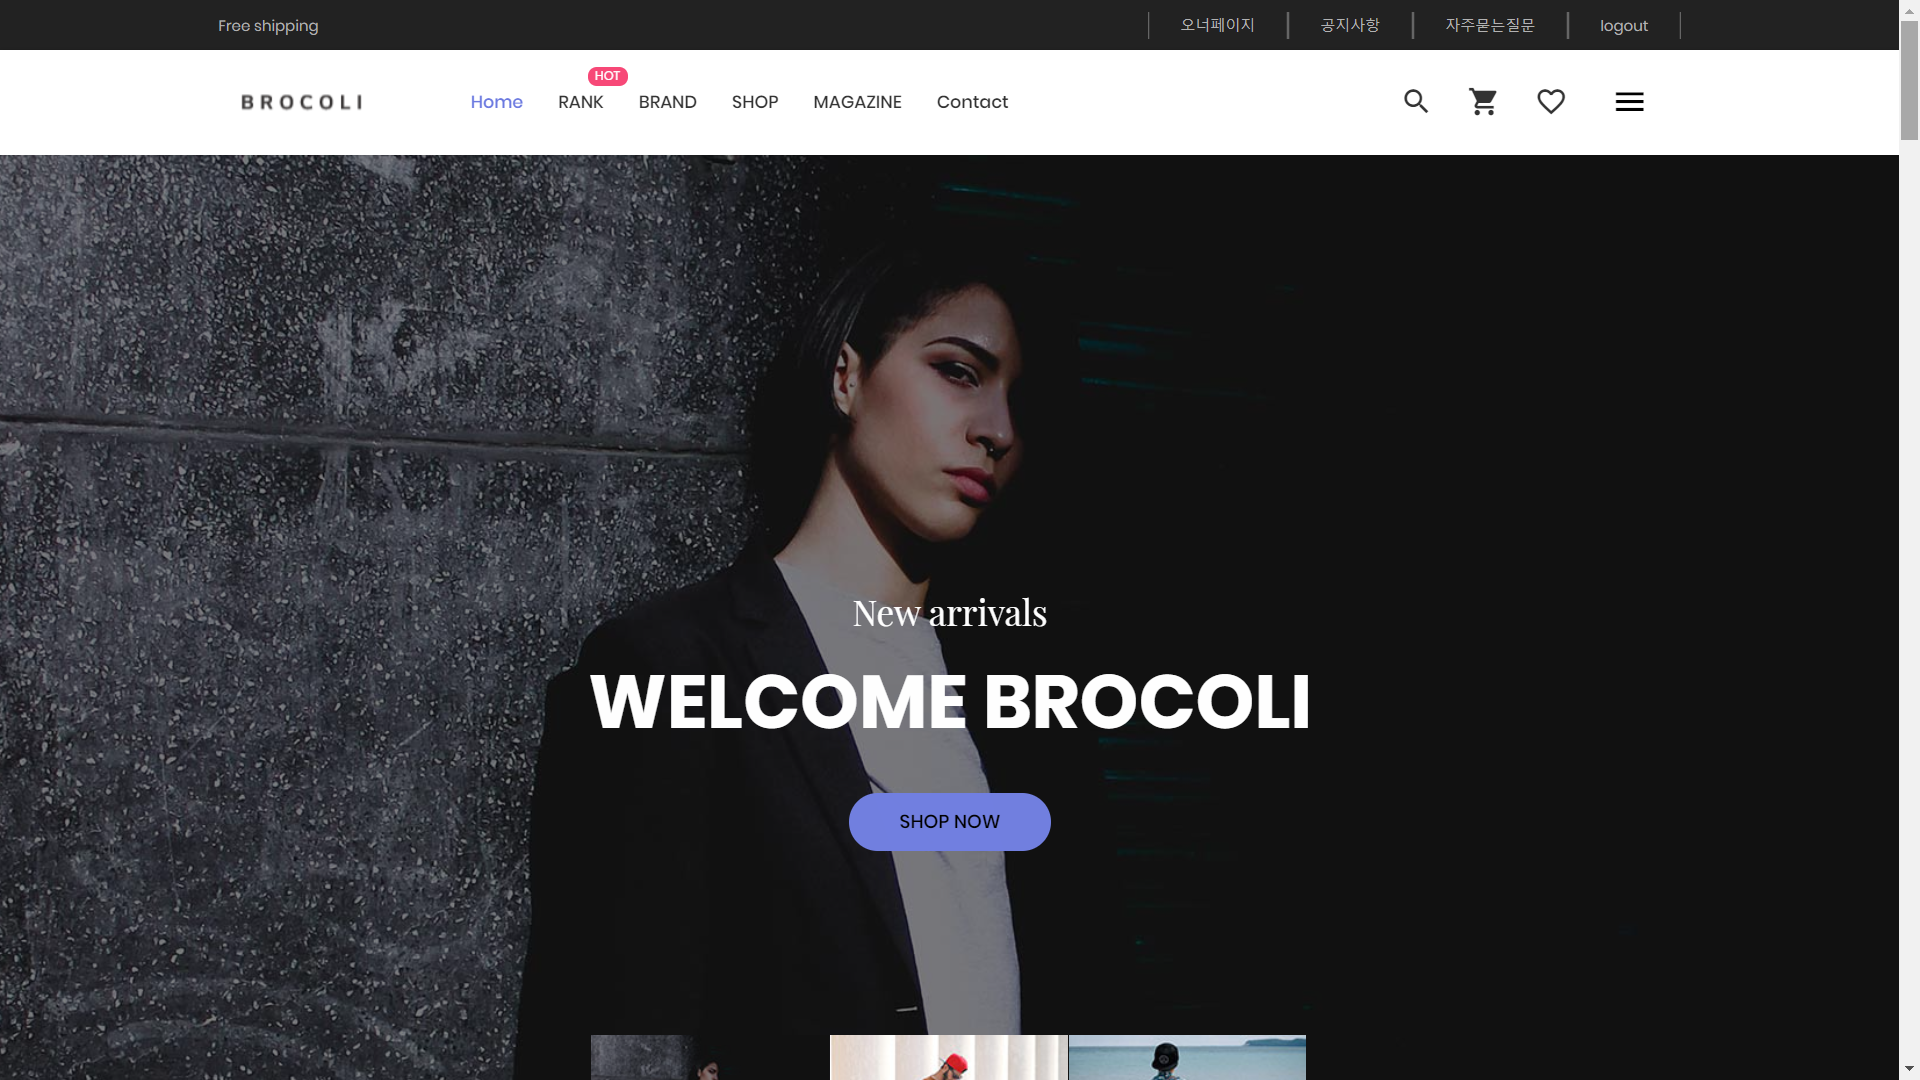 Free shipping
오너페이지
공지사항
자주묻는질문
logout
BROCOLI
HOT
Home
RANK
BRAND
SHOP
MAGAZINE
Contact
New arrivals
WELCOME BROCOLI
SHOP NOW